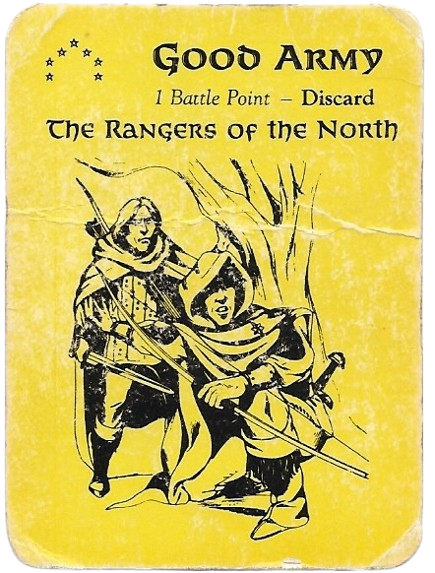 Good Army
1 Battle Point – Discard
The Rangers of the North